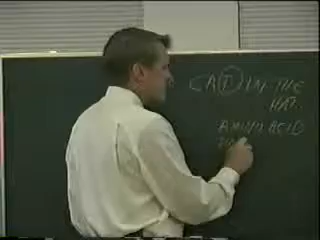 CAT IN THE
HAT.
AMINO ACID